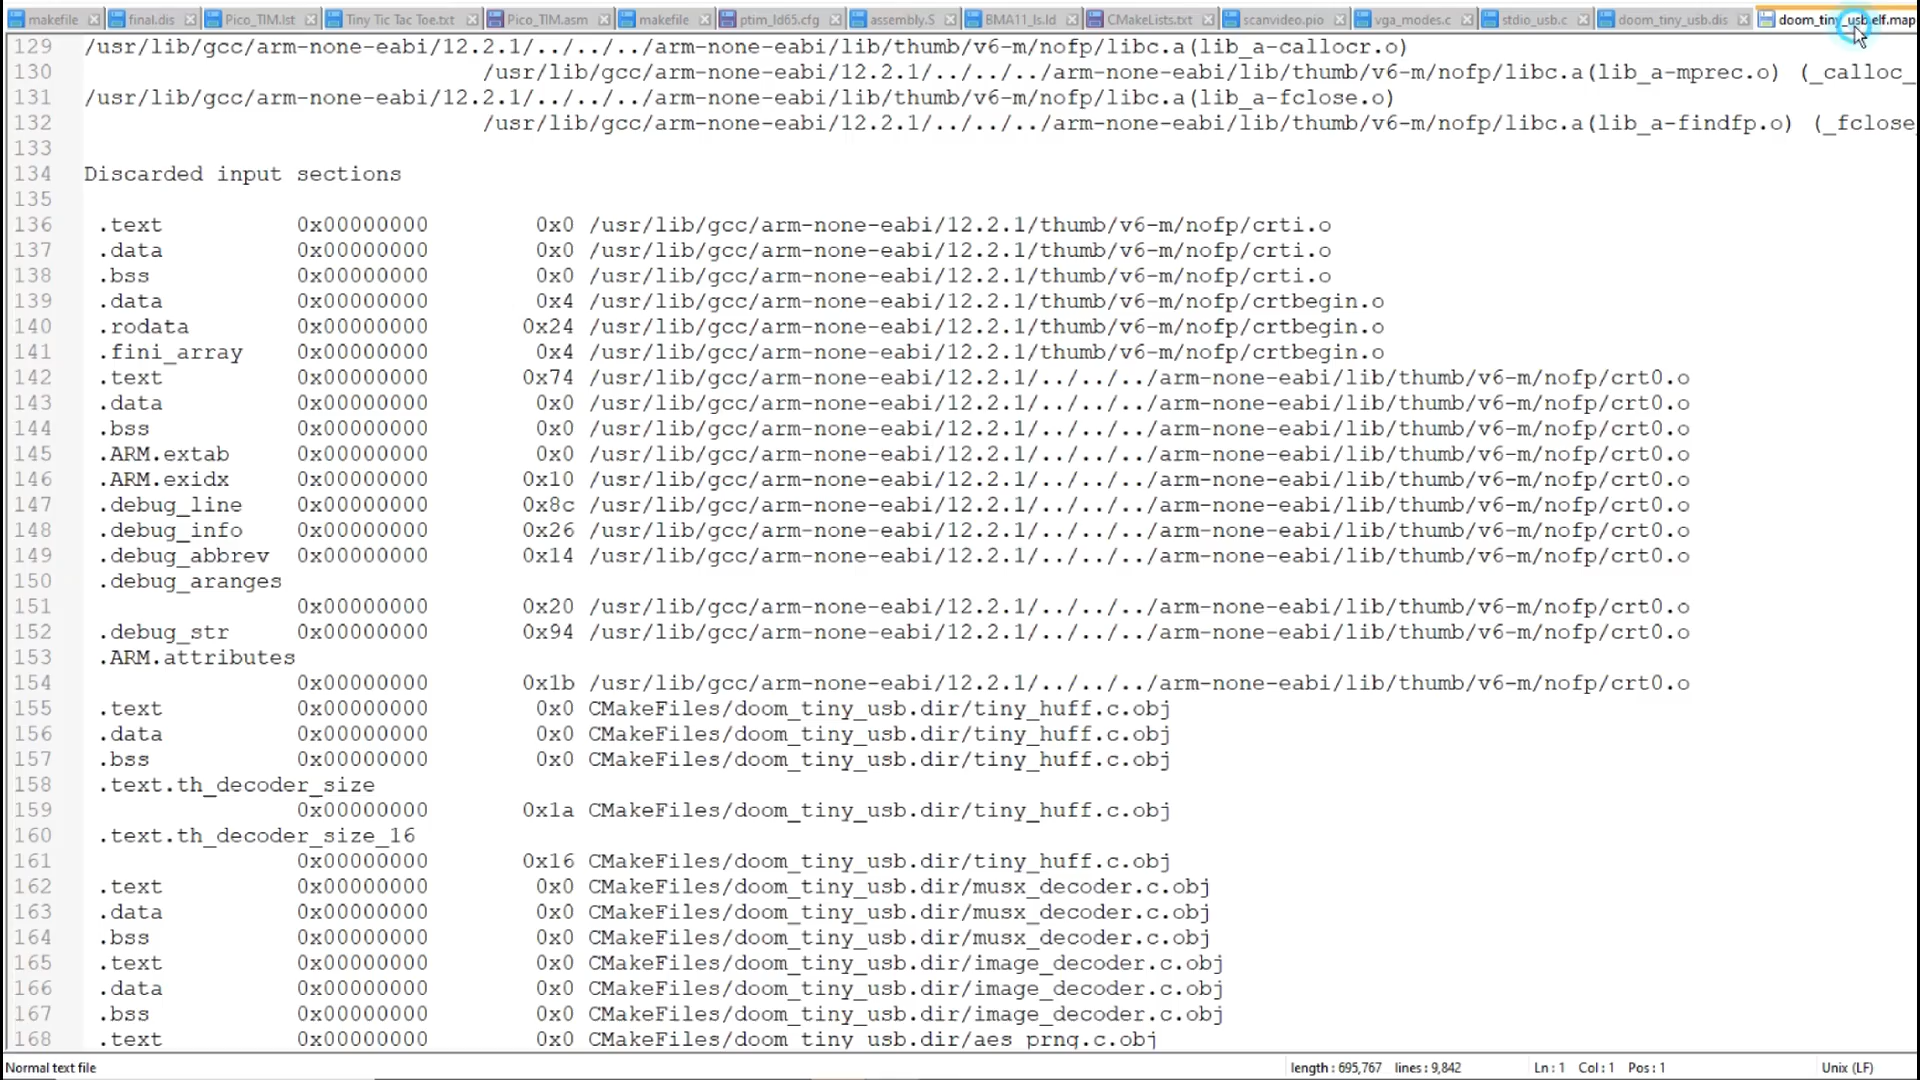 makefile final.dis Pico_TIM.lst Tiny Tic Tac Toe.txt Pico_TIM.asm makefile ptim_ld65.cfg assembly.S BMA11_ls.ld CMakeLists.txt scanvideo.pio vga_modes.c stdio_usb.c doom_tiny_usb.dis doom_tiny_usb.elf.map
129 /usr/lib/gcc/arm-none-eabi/12.2.1/../../../arm-none-eabi/lib/thumb/v6-m/nofp/libc.a(lib_a-callocr.o)
130 /usr/lib/gcc/arm-none-eabi/12.2.1/../../../arm-none-eabi/lib/thumb/v6-m/nofp/libc.a(lib_a-mprec.o) (_calloc_
131 /usr/lib/gcc/arm-none-eabi/12.2.1/../../../arm-none-eabi/lib/thumb/v6-m/nofp/libc.a(lib_a-fclose.o)
132 /usr/lib/gcc/arm-none-eabi/12.2.1/../../../arm-none-eabi/lib/thumb/v6-m/nofp/libc.a(lib_a-findfp.o) (_fclose_
133
134 Discarded input sections
135
136 .text 0x00000000 0x0 /usr/lib/gcc/arm-none-eabi/12.2.1/thumb/v6-m/nofp/crti.o
137 .data 0x00000000 0x0 /usr/lib/gcc/arm-none-eabi/12.2.1/thumb/v6-m/nofp/crti.o
138 .bss 0x00000000 0x0 /usr/lib/gcc/arm-none-eabi/12.2.1/thumb/v6-m/nofp/crti.o
139 .data 0x00000000 0x4 /usr/lib/gcc/arm-none-eabi/12.2.1/thumb/v6-m/nofp/crtbegin.o
140 .rodata 0x00000000 0x24 /usr/lib/gcc/arm-none-eabi/12.2.1/thumb/v6-m/nofp/crtbegin.o
141 .fini_array 0x00000000 0x4 /usr/lib/gcc/arm-none-eabi/12.2.1/thumb/v6-m/nofp/crtbegin.o
142 .text 0x00000000 0x74 /usr/lib/gcc/arm-none-eabi/12.2.1/../../../arm-none-eabi/lib/thumb/v6-m/nofp/crt0.o
143 .data 0x00000000 0x0 /usr/lib/gcc/arm-none-eabi/12.2.1/../../../arm-none-eabi/lib/thumb/v6-m/nofp/crt0.o
144 .bss 0x00000000 0x0 /usr/lib/gcc/arm-none-eabi/12.2.1/../../../arm-none-eabi/lib/thumb/v6-m/nofp/crt0.o
145 .ARM.extab 0x00000000 0x0 /usr/lib/gcc/arm-none-eabi/12.2.1/../../../arm-none-eabi/lib/thumb/v6-m/nofp/crt0.o
146 .ARM.exidx 0x00000000 0x10 /usr/lib/gcc/arm-none-eabi/12.2.1/../../../arm-none-eabi/lib/thumb/v6-m/nofp/crt0.o
147 .debug_line 0x00000000 0x8c /usr/lib/gcc/arm-none-eabi/12.2.1/../../../arm-none-eabi/lib/thumb/v6-m/nofp/crt0.o
148 .debug_info 0x00000000 0x26 /usr/lib/gcc/arm-none-eabi/12.2.1/../../../arm-none-eabi/lib/thumb/v6-m/nofp/crt0.o
149 .debug_abbrev 0x00000000 0x14 /usr/lib/gcc/arm-none-eabi/12.2.1/../../../arm-none-eabi/lib/thumb/v6-m/nofp/crt0.o
150 .debug_aranges
151 0x00000000 0x20 /usr/lib/gcc/arm-none-eabi/12.2.1/../../../arm-none-eabi/lib/thumb/v6-m/nofp/crt0.o
152 .debug_str 0x00000000 0x94 /usr/lib/gcc/arm-none-eabi/12.2.1/../../../arm-none-eabi/lib/thumb/v6-m/nofp/crt0.o
153 .ARM.attributes
154 0x00000000 0x1b /usr/lib/gcc/arm-none-eabi/12.2.1/../../../arm-none-eabi/lib/thumb/v6-m/nofp/crt0.o
155 .text 0x00000000 0x0 CMakeFiles/doom_tiny_usb.dir/tiny_huff.c.obj
156 .data 0x00000000 0x0 CMakeFiles/doom_tiny_usb.dir/tiny_huff.c.obj
157 .bss 0x00000000 0x0 CMakeFiles/doom_tiny_usb.dir/tiny_huff.c.obj
158 .text.th_decoder_size
159 0x00000000 0x1a CMakeFiles/doom_tiny_usb.dir/tiny_huff.c.obj
160 .text.th_decoder_size_16
161 0x00000000 0x16 CMakeFiles/doom_tiny_usb.dir/tiny_huff.c.obj
162 .text 0x00000000 0x0 CMakeFiles/doom_tiny_usb.dir/musx_decoder.c.obj
163 .data 0x00000000 0x0 CMakeFiles/doom_tiny_usb.dir/musx_decoder.c.obj
164 .bss 0x00000000 0x0 CMakeFiles/doom_tiny_usb.dir/musx_decoder.c.obj
165 .text 0x00000000 0x0 CMakeFiles/doom_tiny_usb.dir/image_decoder.c.obj
166 .data 0x00000000 0x0 CMakeFiles/doom_tiny_usb.dir/image_decoder.c.obj
167 .bss 0x00000000 0x0 CMakeFiles/doom_tiny_usb.dir/image_decoder.c.obj
168 .text 0x00000000 0x0 CMakeFiles/doom_tiny_usb.dir/aes_prng.c.obj
Normal text file length : 695,767 lines : 9,842 Ln : 1 Col : 1 Pos : 1 Unix (LF)